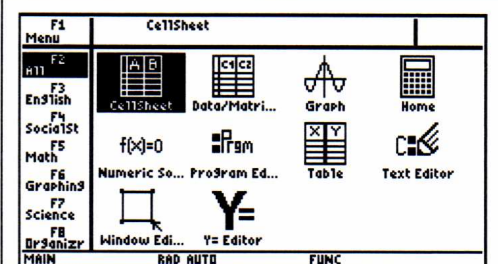 F1 CellSheet
Menu
F2
All
A B
C1 C2
F3
English
CellSheet Data/Matri... Graph Home
F4
SocialSt
F5
Math
f(x)=0
Prgm
X Y
C:
F6
Graphing
Numeric So... Program Ed... Table Text Editor
F7
Science
Y=
F8
Organizr
Window Edi... Y= Editor
MAIN RAD AUTO FUNC